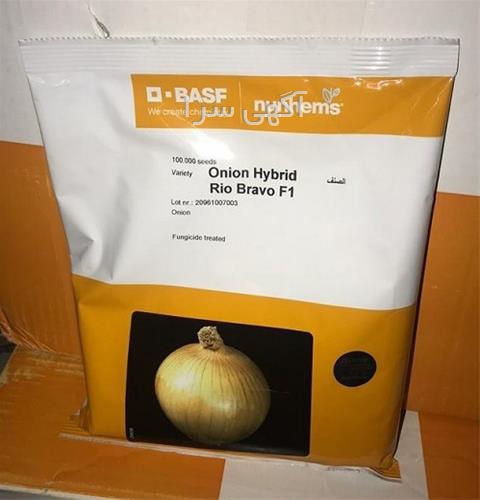 BASF
We create chemistry
nunhems®
آگهی سرا
100.000 seeds
Variety Onion Hybrid الصنف
Rio Bravo F1
Lot nr.: 20961007003
Onion
Fungicide treated